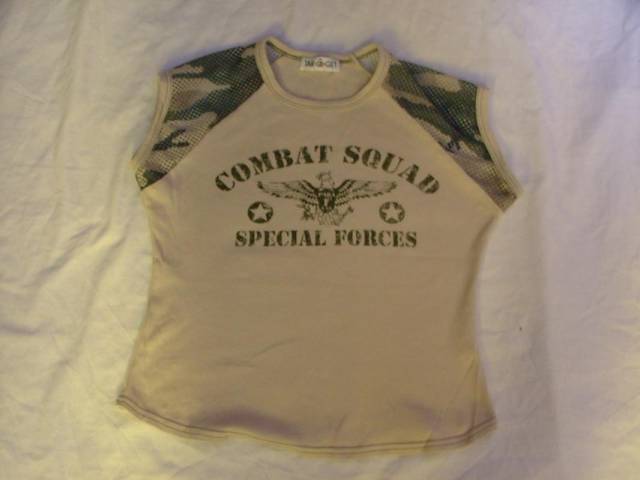 COMBAT SQUAD
SPECIAL FORCES